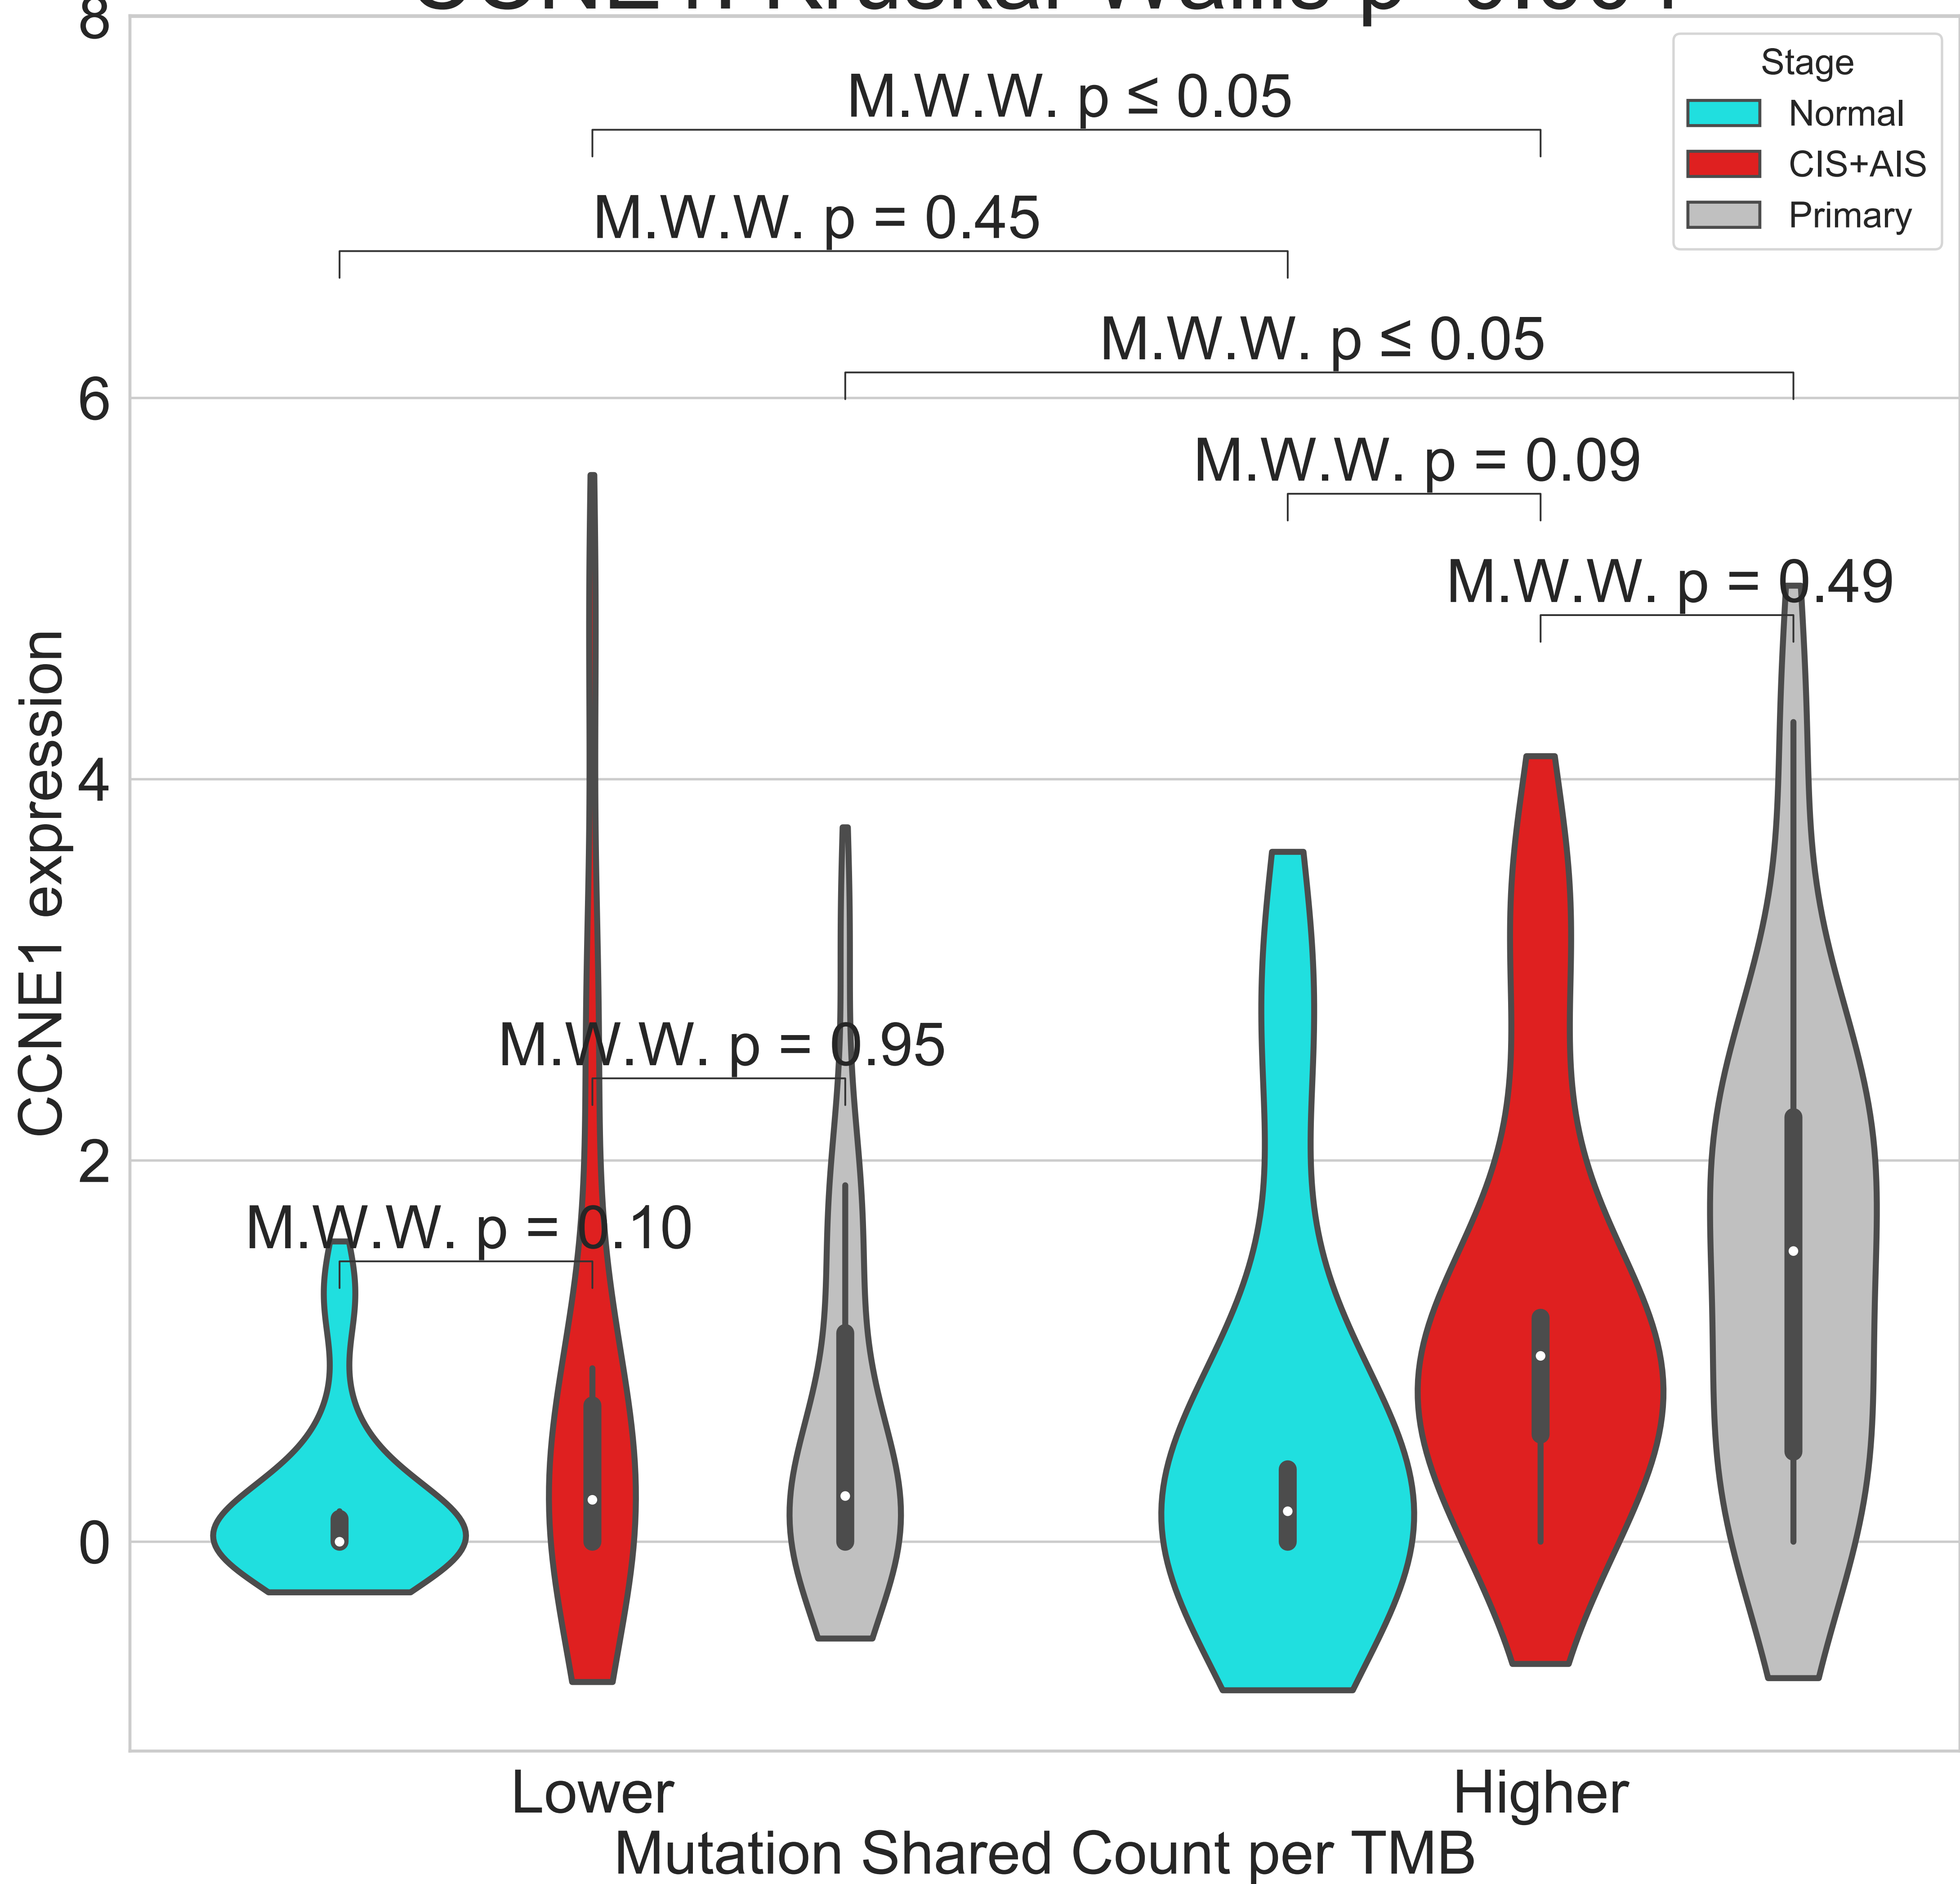 8
Stage
Normal
CIS+AIS
Primary
M.W.W. p ≤ 0.05
M.W.W. p = 0.45
M.W.W. p ≤ 0.05
6
M.W.W. p = 0.09
M.W.W. p = 0.49
CCNE1 expression
4
M.W.W. p = 0.95
2
M.W.W. p = 0.10
0
Lower
Higher
Mutation Shared Count per TMB